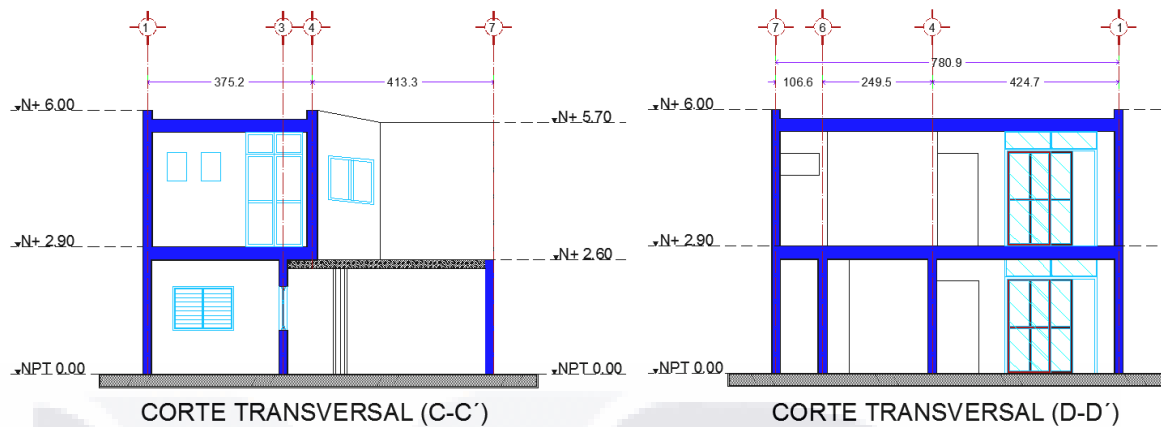 1 3 4 7
375.2 413.3
N+ 6.00
N+ 5.70
N+ 2.90
N+ 2.60
NPT 0.00 NPT 0.00
CORTE TRANSVERSAL (C-C´)
7 6 4 1
780.9
106.6 249.5 424.7
N+ 6.00
N+ 2.90
NPT 0.00
CORTE TRANSVERSAL (D-D´)